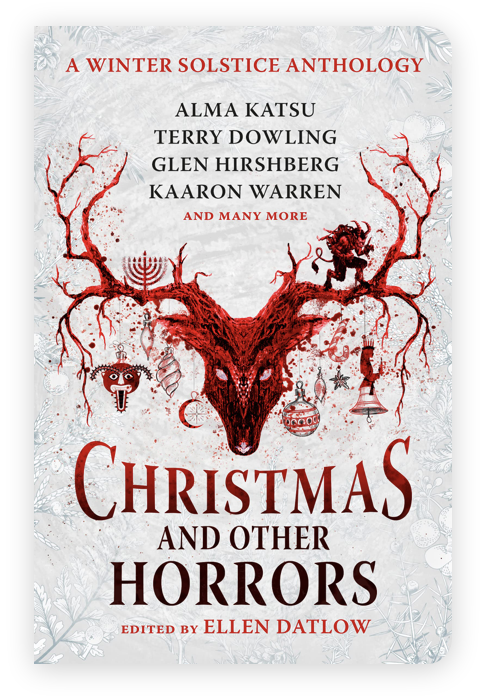 A WINTER SOLSTICE ANTHOLOGY
ALMA KATSU
TERRY DOWLING
GLEN HIRSHBERG
KAARON WARREN
AND MANY MORE
CHRISTMAS
AND OTHER
HORRORS
EDITED BY ELLEN DATLOW